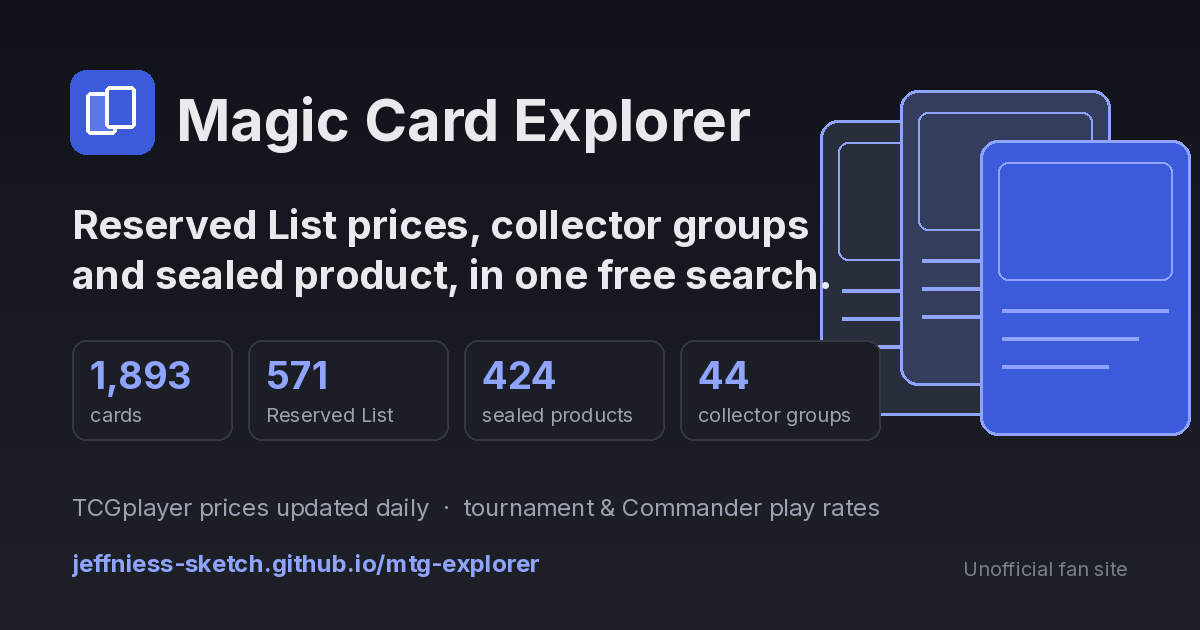 Magic Card Explorer
Reserved List prices, collector groups
and sealed product, in one free search.
1,893
cards
571
Reserved List
424
sealed products
44
collector groups
TCGplayer prices updated daily · tournament & Commander play rates
jeffniess-sketch.github.io/mtg-explorer
Unofficial fan site